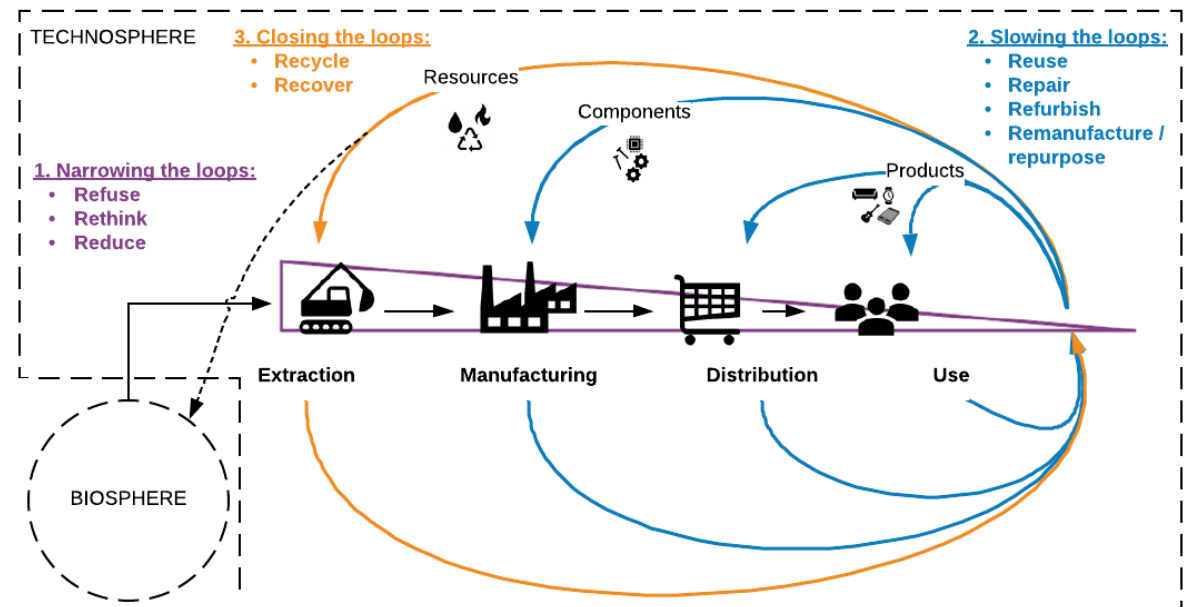 TECHNOSPHERE
3. Closing the loops:
• Recycle
• Recover
2. Slowing the loops:
• Reuse
• Repair
• Refurbish
• Remanufacture /
repurpose
Resources
Components
Products
1. Narrowing the loops:
• Refuse
• Rethink
• Reduce
Extraction
Manufacturing
Distribution
Use
BIOSPHERE